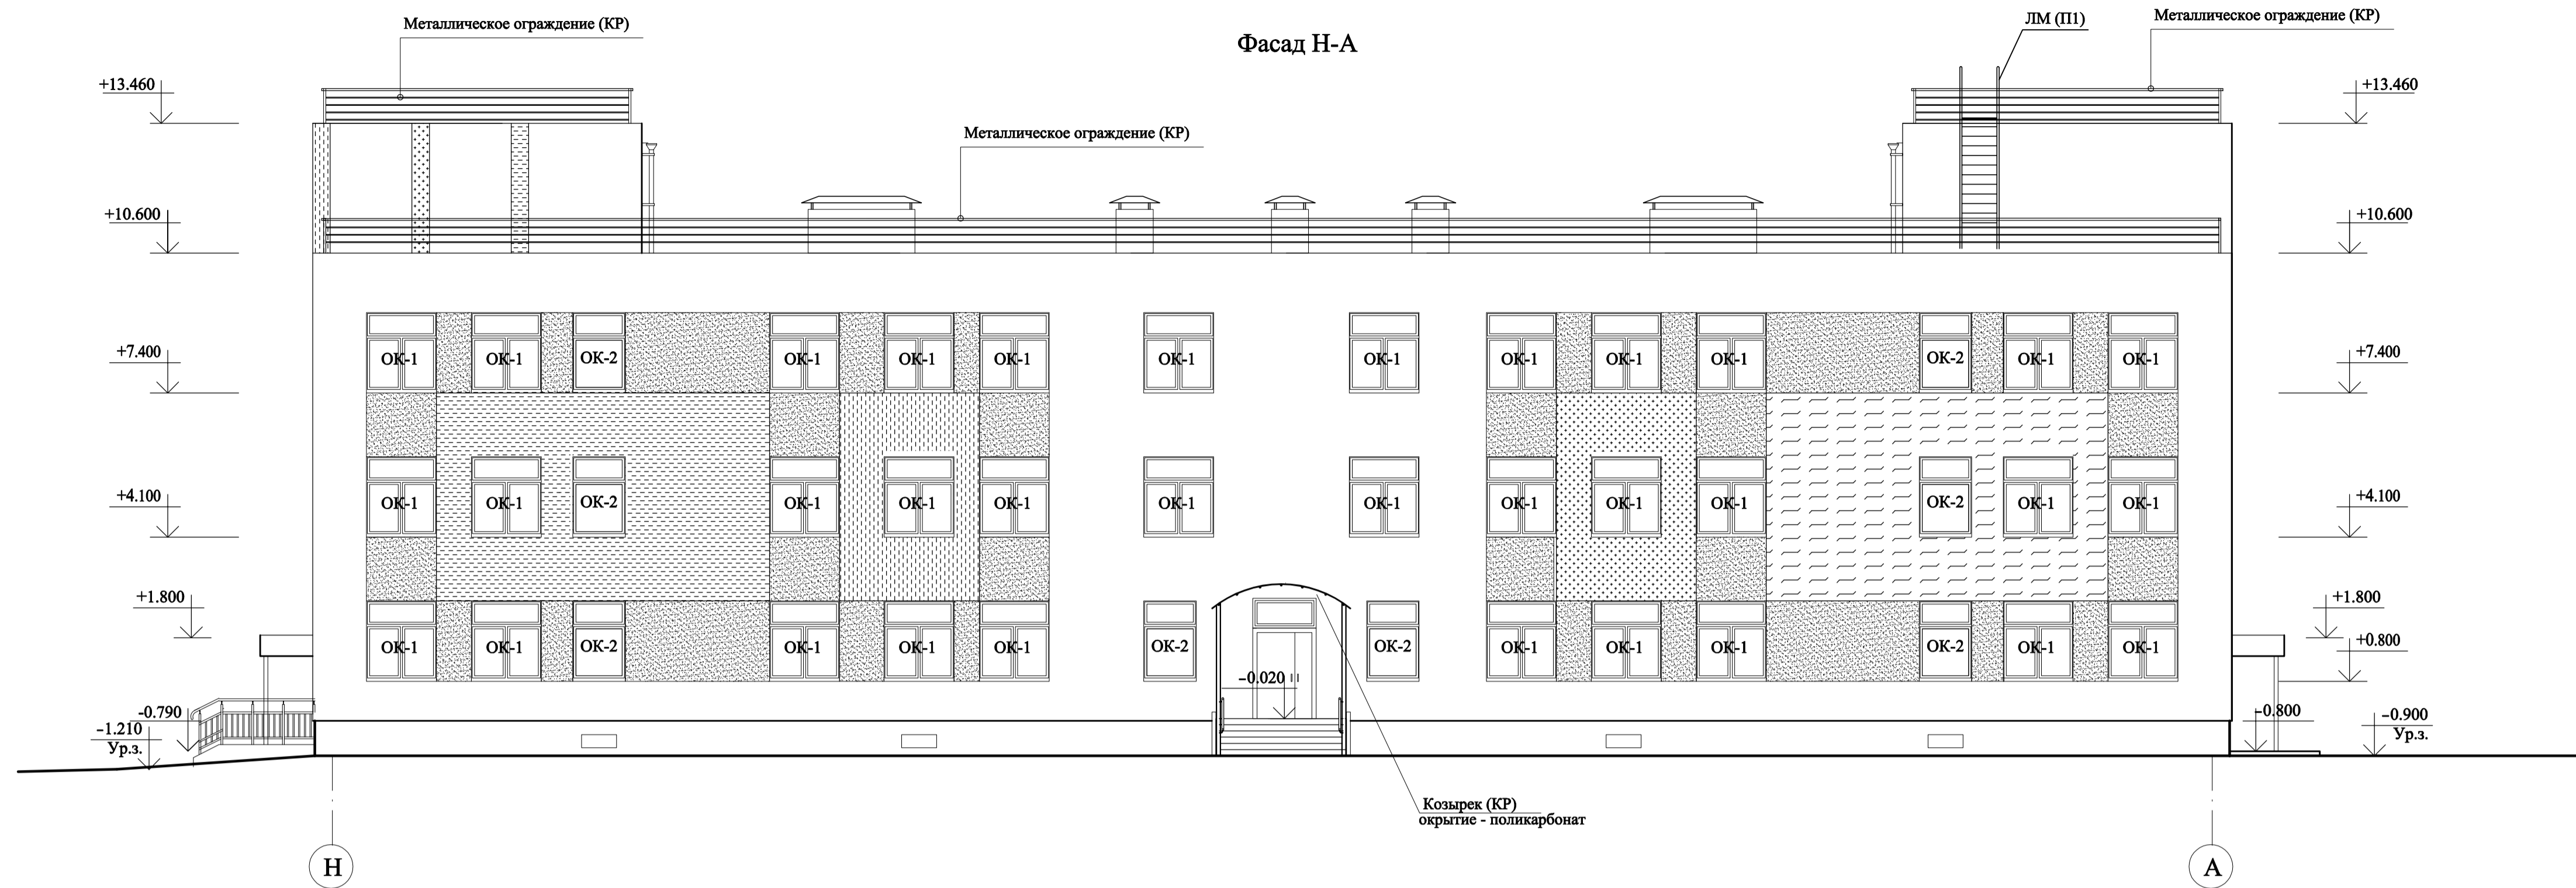 Металлическое ограждение (КР)
ЛМ (П1)
Металлическое ограждение (КР)
Фасад Н-А
+13.460
+13.460
Металлическое ограждение (КР)
+10.600
+10.600
+7.400
ОК-1 ОК-1 ОК-2 ОК-1 ОК-1 ОК-1 ОК-1 ОК-1 ОК-1 ОК-1 ОК-1 ОК-2 ОК-1 ОК-1
+7.400
+4.100
ОК-1 ОК-1 ОК-2 ОК-1 ОК-1 ОК-1 ОК-1 ОК-1 ОК-1 ОК-1 ОК-1 ОК-2 ОК-1 ОК-1
+4.100
+1.800
+1.800
ОК-1 ОК-1 ОК-2 ОК-1 ОК-1 ОК-1 ОК-2 ОК-2 ОК-1 ОК-1 ОК-1 ОК-2 ОК-1 ОК-1
+0.800
-0.020
-0.790
-0.800
-1.210
Ур.з.
-0.900
Ур.з.
Козырек (КР)
окрытие - поликарбонат
Н
А